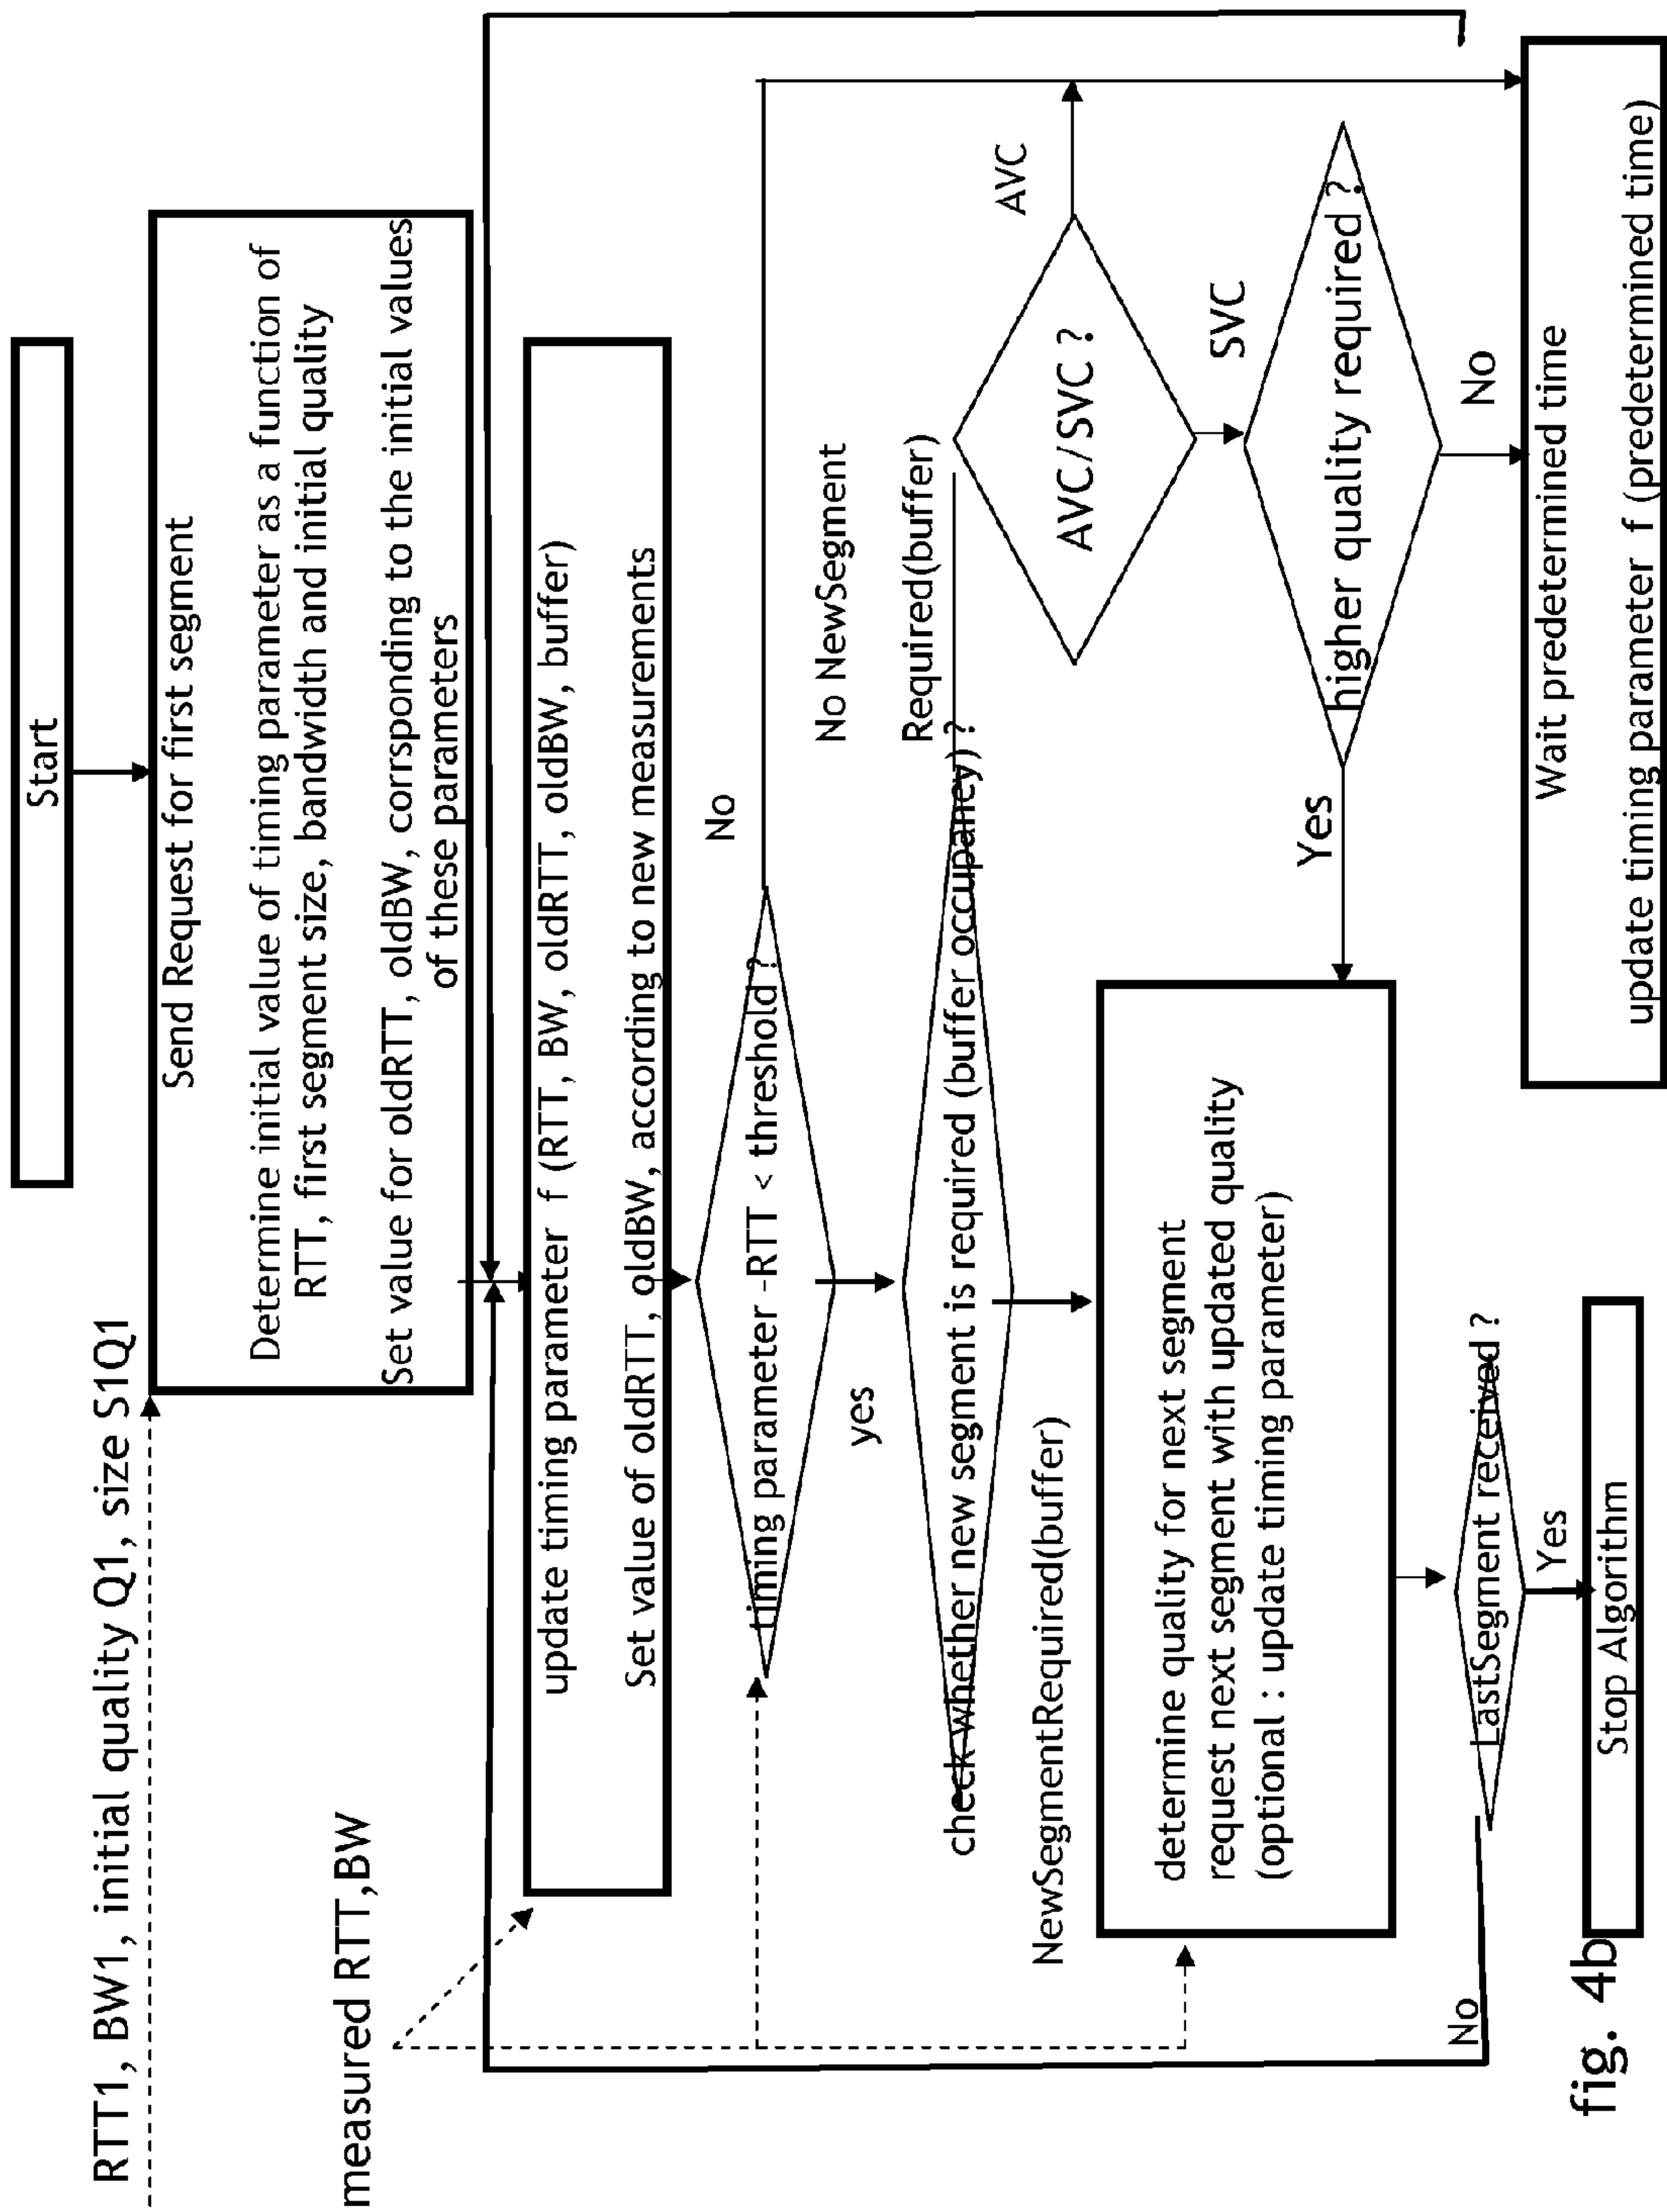 Start
RTT1, BW1, initial quality Q1, size S1Q1
Send Request for first segment
Determine initial value of timing parameter as a function of
RTT, first segment size, bandwidth and initial quality
Set value for oldRTT, oldBW, corrsponding to the initial values
of these parameters
measured RTT,BW
update timing parameter f (RTT, BW, oldRTT, oldBW, buffer)
Set value of oldRTT, oldBW, according to new measurements
No
timing parameter -RTT < threshold ?
yes
No NewSegment
Required(buffer)
check whether new segment is required (buffer occupancy) ?
NewSegmentRequired(buffer)
AVC
AVC/SVC ?
SVC
determine quality for next segment
request next segment with updated quality
(optional : update timing parameter)
higher quality required ?
Yes
No
No
LastSegment received ?
Yes
Wait predetermined time
update timing parameter f (predetermined time)
Stop Algorithm
fig. 4b